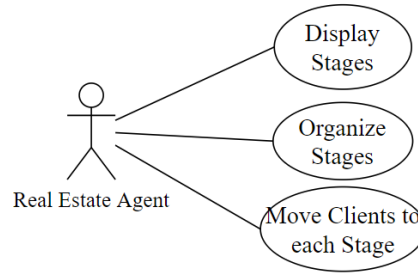 Display
Stages
Organize
Stages
Real Estate Agent
Move Clients to
each Stage